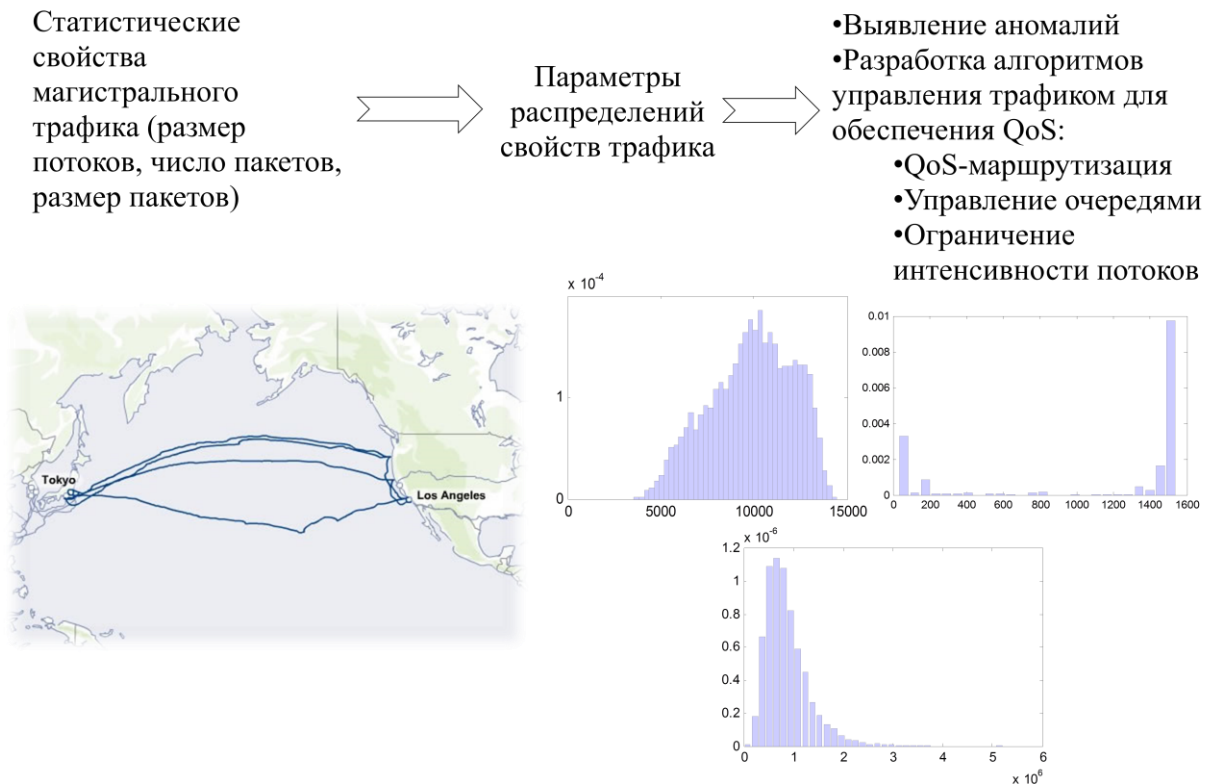 Статистические
свойства
магистрального
трафика (размер
потоков, число пакетов,
размер пакетов)
Параметры
распределений
свойств трафика
•Выявление аномалий
•Разработка алгоритмов
управления трафиком для
обеспечения QoS:
•QoS-маршрутизация
•Управление очередями
•Ограничение
интенсивности потоков
Tokyo
Los Angeles
x 10-4
1
0
0 5000 10000 15000
0.01
0.008
0.006
0.004
0.002
0
0 200 400 600 800 1000 1200 1400 1600
x 10-6
1.2
1
0.8
0.6
0.4
0.2
0
0 1 2 3 4 5 6
x 106